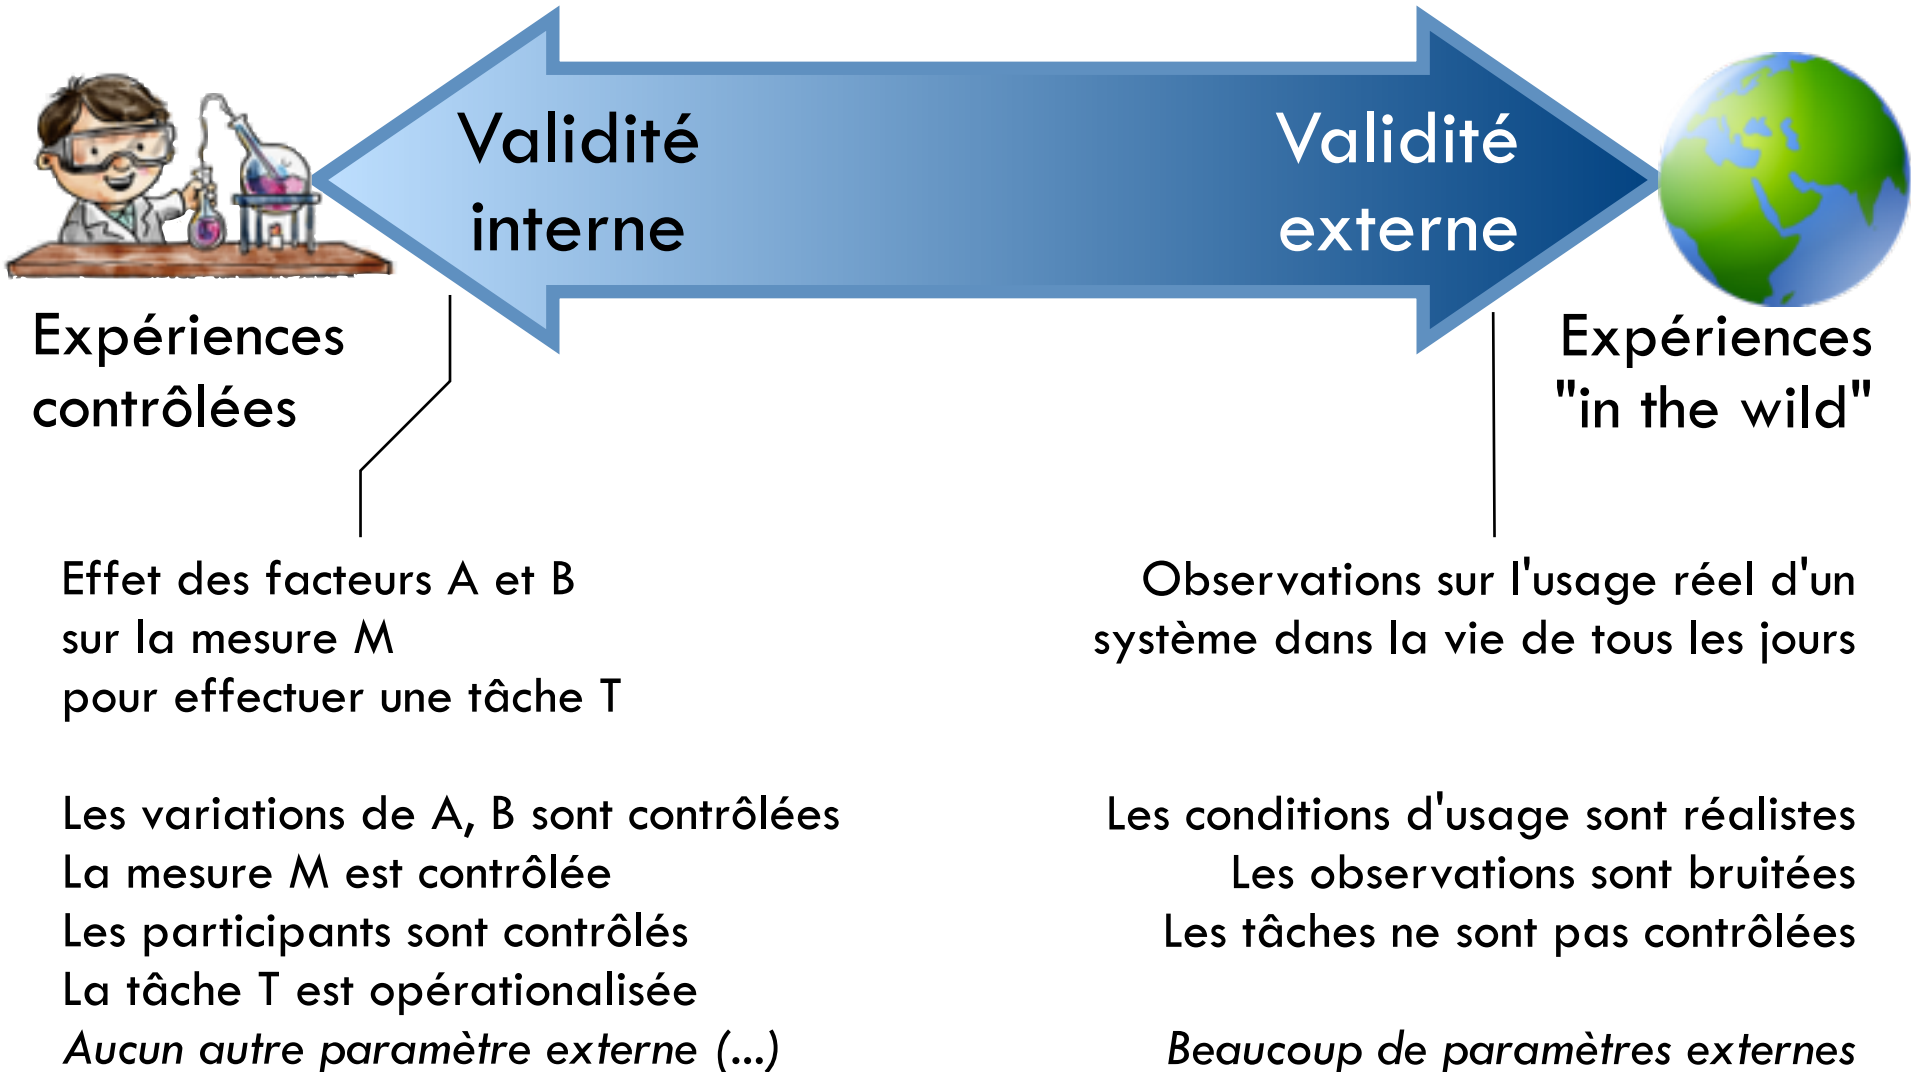 Validité
interne
Validité
externe
Expériences
contrôlées
Expériences
"in the wild"
Effet des facteurs A et B
sur la mesure M
pour effectuer une tâche T
Les variations de A, B sont contrôlées
La mesure M est contrôlée
Les participants sont contrôlés
La tâche T est opérationalisée
Aucun autre paramètre externe (...)
Observations sur l'usage réel d'un
système dans la vie de tous les jours
Les conditions d'usage sont réalistes
Les observations sont bruitées
Les tâches ne sont pas contrôlées
Beaucoup de paramètres externes